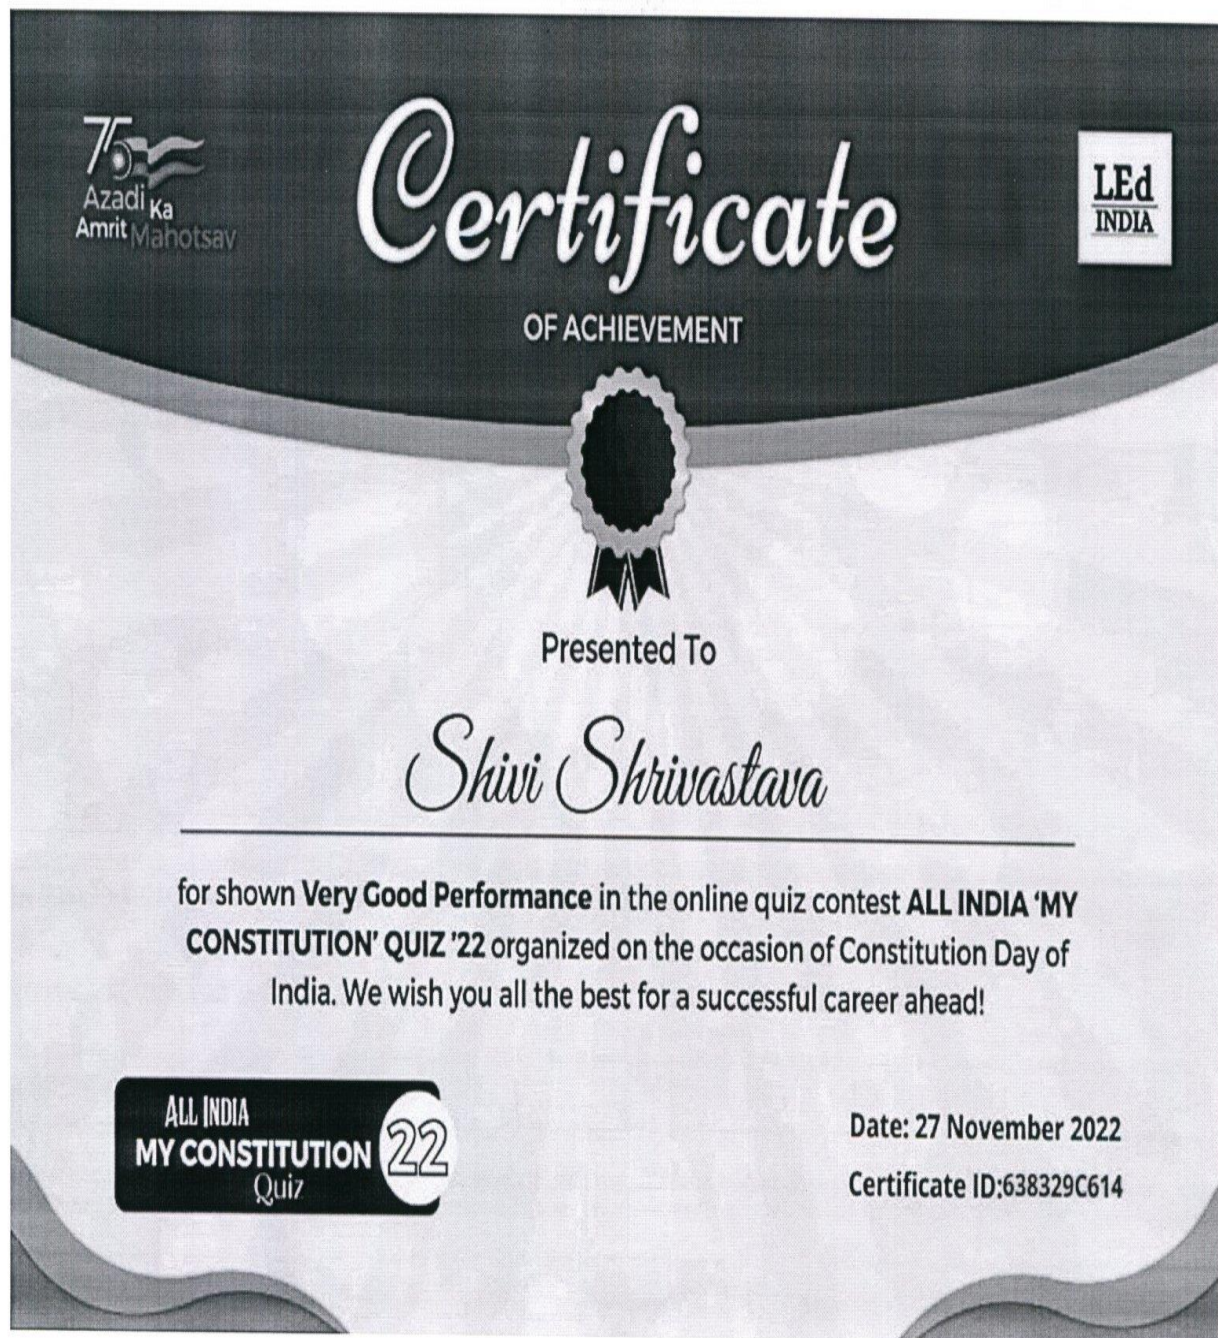 75
Azadi Ka
Amrit Mahotsav
Certificate
OF ACHIEVEMENT
LEd
INDIA
Presented To
Shivi Shrivastava
for shown Very Good Performance in the online quiz contest ALL INDIA ‘MY
CONSTITUTION’ QUIZ ’22 organized on the occasion of Constitution Day of
India. We wish you all the best for a successful career ahead!
ALL INDIA
MY CONSTITUTION 22
Quiz
Date: 27 November 2022
Certificate ID:638329C614